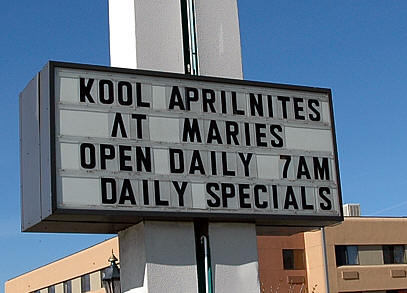 KOOL APRILNITES
AT MARIES
OPEN DAILY 7AM
DAILY SPECIALS